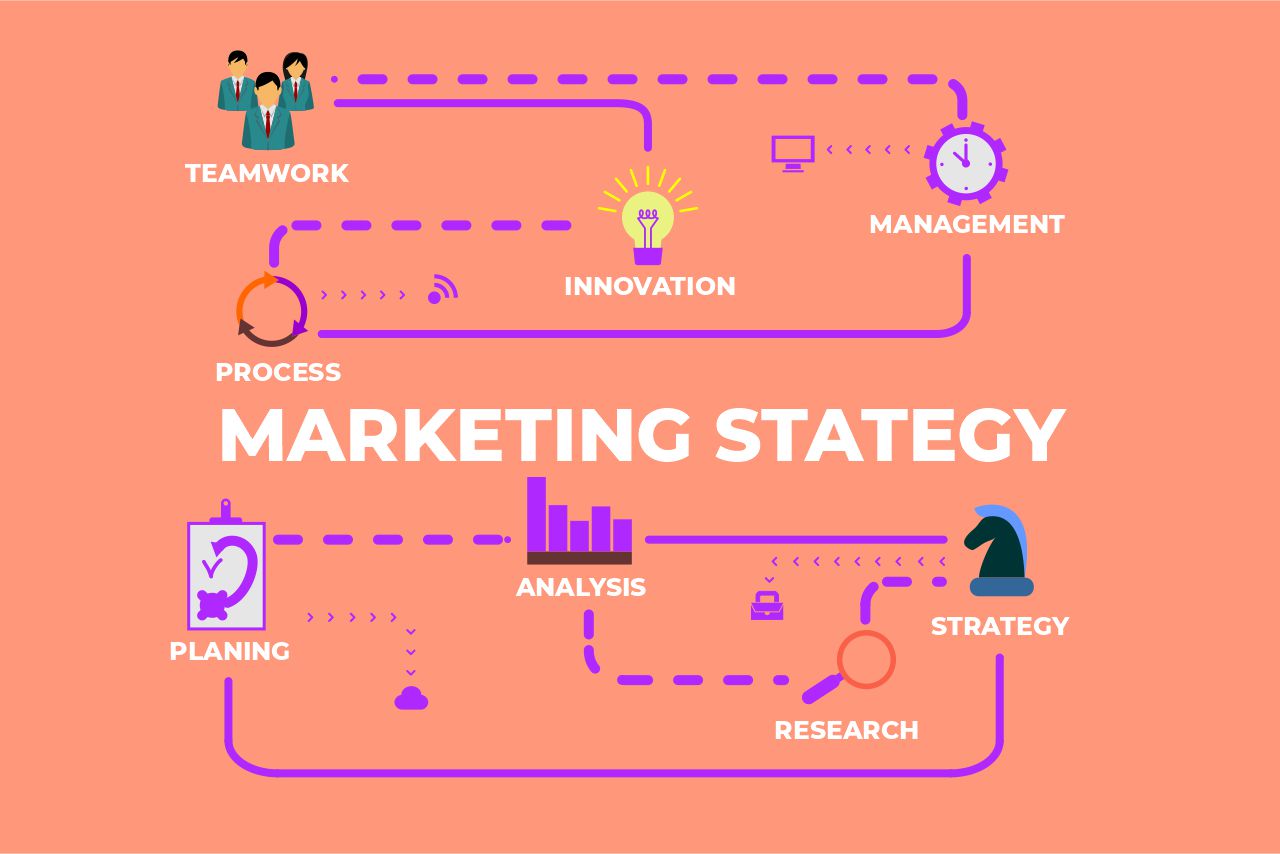 TEAMWORK
MANAGEMENT
INNOVATION
PROCESS
MARKETING STATEGY
ANALYSIS
STRATEGY
PLANING
RESEARCH